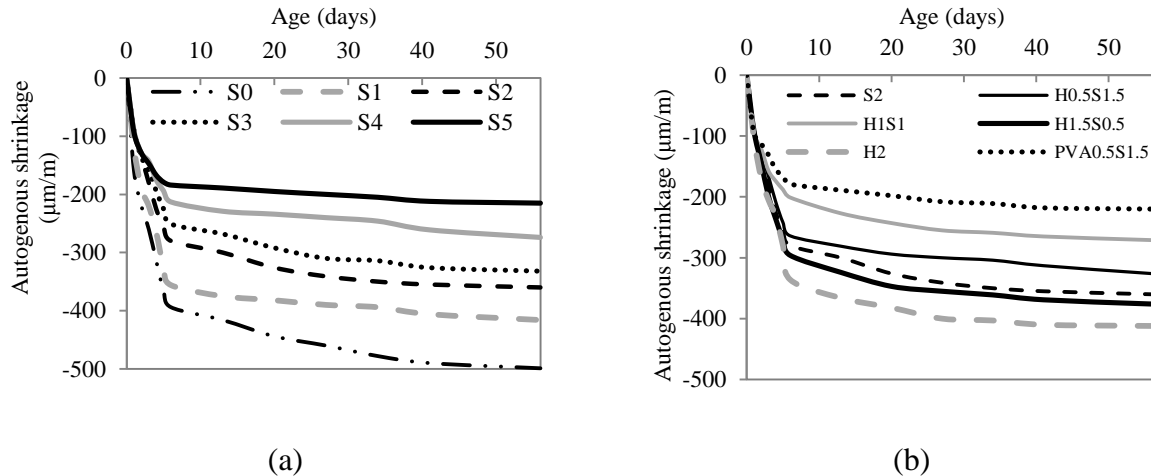 Age (days)
0 10 20 30 40 50
0
-100
-200
-300
-400
-500
Autogenous shrinkage
(µm/m)
S0 S1 S2
S3 S4 S5
(a)
Age (days)
0 10 20 30 40 50
0
-100
-200
-300
-400
-500
Autogenous shrinkage (µm/m)
S2 H0.5S1.5
H1S1 H1.5S0.5
H2 PVA0.5S1.5
(b)